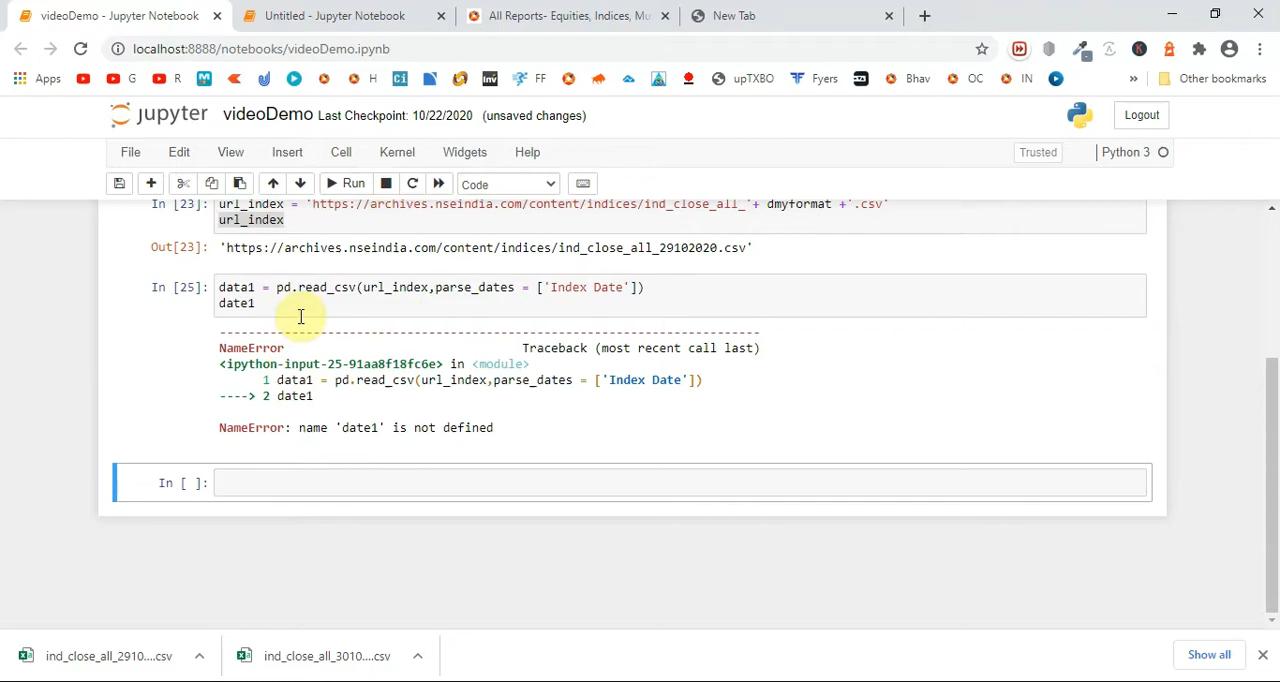 videoDemo - Jupyter Notebook
Untitled - Jupyter Notebook
All Reports- Equities, Indices, Mu
New Tab
localhost:8888/notebooks/videoDemo.ipynb
Apps
G
R
H
Ci
inv
FF
upTXBO
Fyers
Bhav
OC
IN
»
Other bookmarks
jupyter videoDemo Last Checkpoint: 10/22/2020 (unsaved changes)
Logout
File Edit View Insert Cell Kernel Widgets Help
Trusted
Python 3
Run
Code
In [23]: url_index = 'https://archives.nseindia.com/content/indices/ind_close_all_'+ dmyformat +'.csv'
url_index
Out[23]: 'https://archives.nseindia.com/content/indices/ind_close_all_29102020.csv'
In [25]: data1 = pd.read_csv(url_index,parse_dates = ['Index Date'])
date1
---------------------------------------------------------------------------
NameError Traceback (most recent call last)
<ipython-input-25-91aa8f18fc6e> in <module>
1 data1 = pd.read_csv(url_index,parse_dates = ['Index Date'])
----> 2 date1
NameError: name 'date1' is not defined
In [ ]:
ind_close_all_2910....csv
ind_close_all_3010....csv
Show all